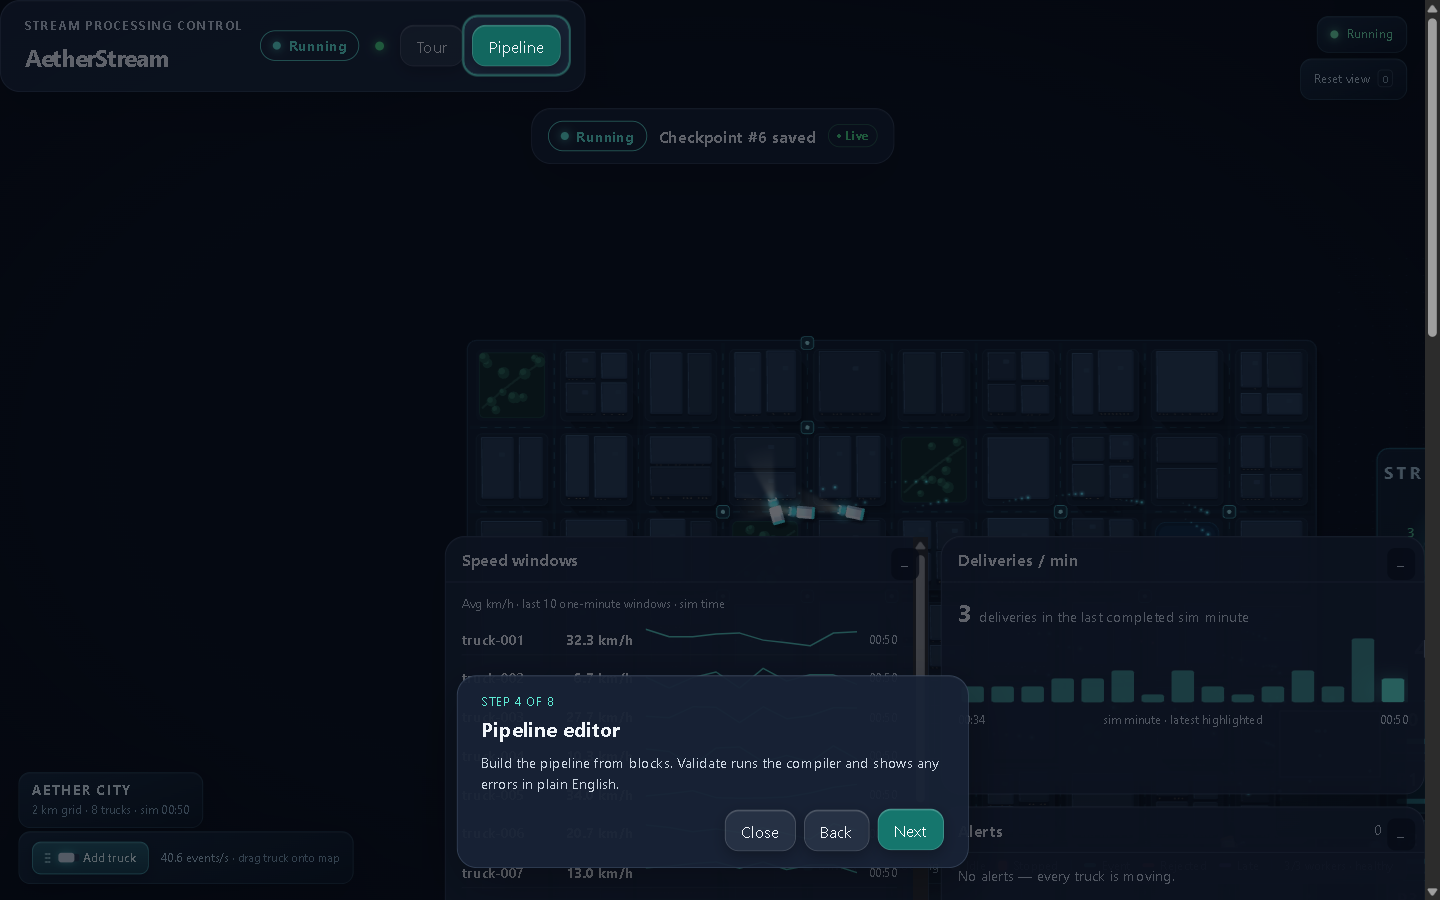 STREAM PROCESSING CONTROL
AetherStream
Running
Tour
Pipeline
Running
Reset view 0
Running
Checkpoint #6 saved
• Live
STR
3
Speed windows
–
Avg km/h · last 10 one-minute windows · sim time
truck-001 32.3 km/h 00:50
truck-007 13.0 km/h 00:50
Deliveries / min
–
3 deliveries in the last completed sim minute
sim minute · latest highlighted
00:50
STEP 4 OF 8
Pipeline editor
Build the pipeline from blocks. Validate runs the compiler and shows any
errors in plain English.
Close
Back
Next
lerts
0
–
No alerts — every truck is moving.
AETHER CITY
2 km grid · 8 trucks · sim 00:50
Add truck
40.6 events/s · drag truck onto map